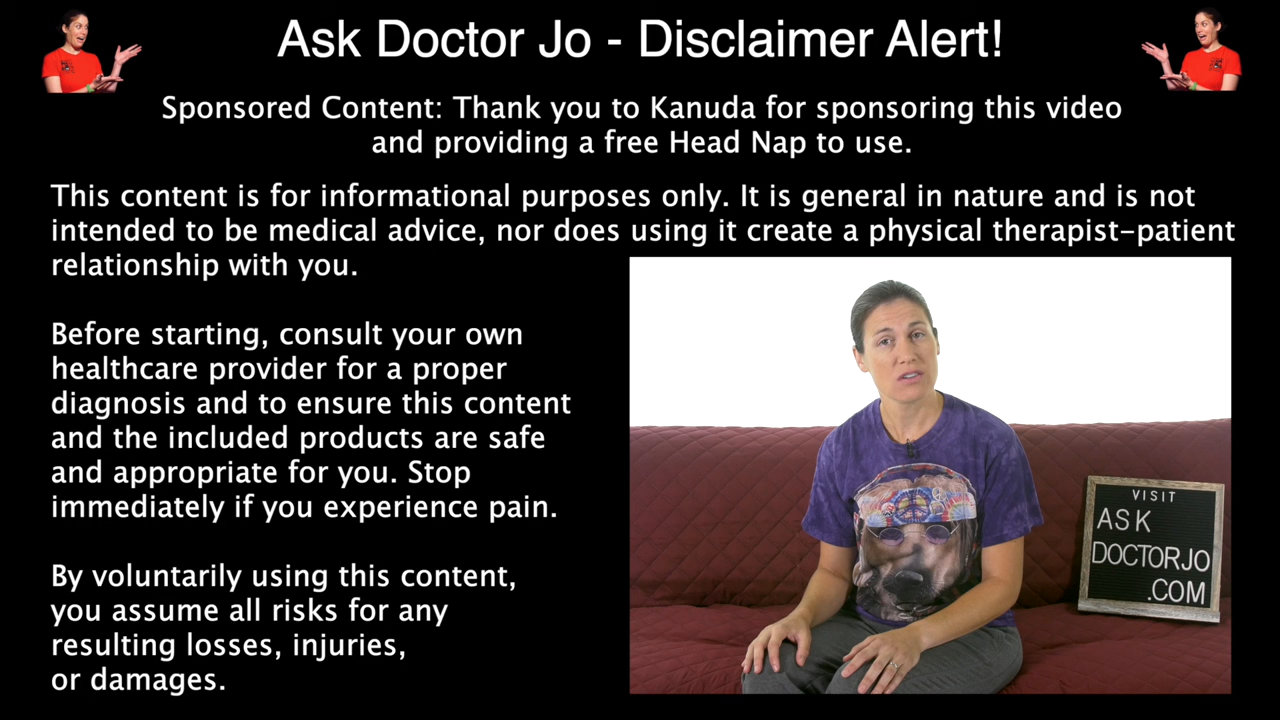 Ask Doctor Jo - Disclaimer Alert!
Sponsored Content: Thank you to Kanuda for sponsoring this video
and providing a free Head Nap to use.
This content is for informational purposes only. It is general in nature and is not
intended to be medical advice, nor does using it create a physical therapist-patient
relationship with you.
Before starting, consult your own
healthcare provider for a proper
diagnosis and to ensure this content
and the included products are safe
and appropriate for you. Stop
immediately if you experience pain.
By voluntarily using this content,
you assume all risks for any
resulting losses, injuries,
or damages.
VISIT
ASK
DOCTORJO
.COM